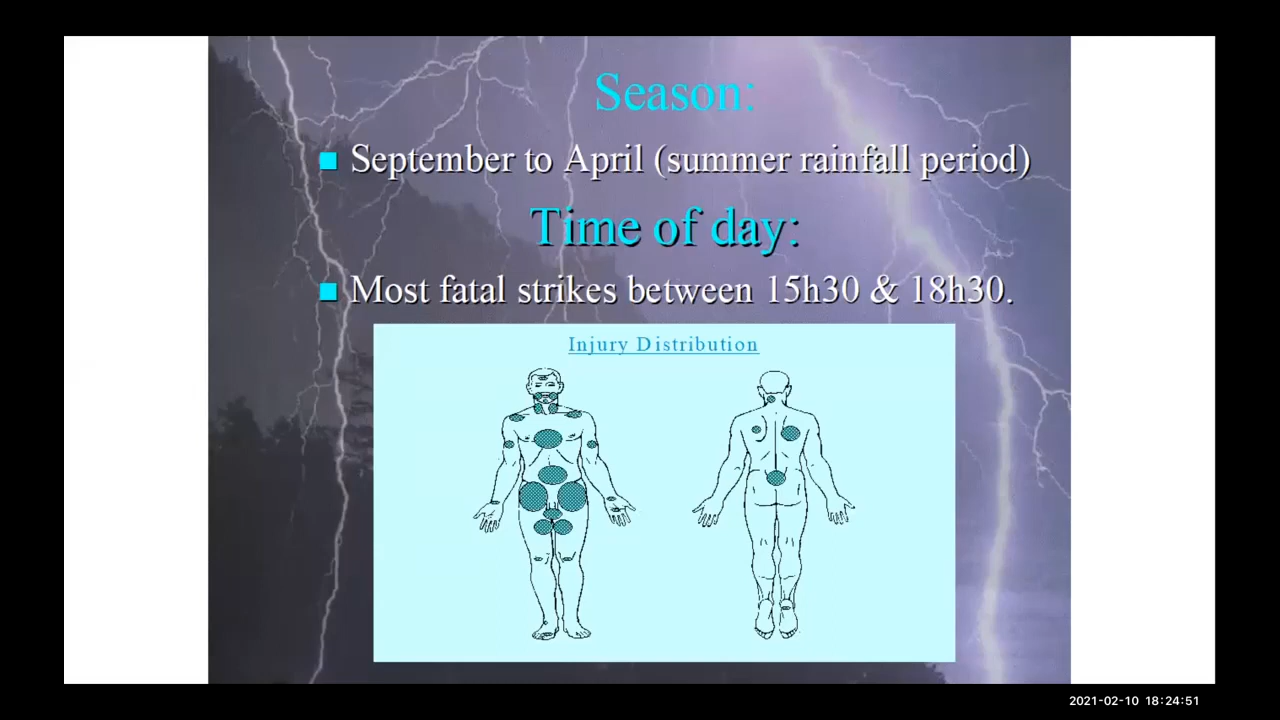 Season:
September to April (summer rainfall period)
Time of day:
Most fatal strikes between 15h30 & 18h30.
Injury Distribution
2021-02-10 18:24:51